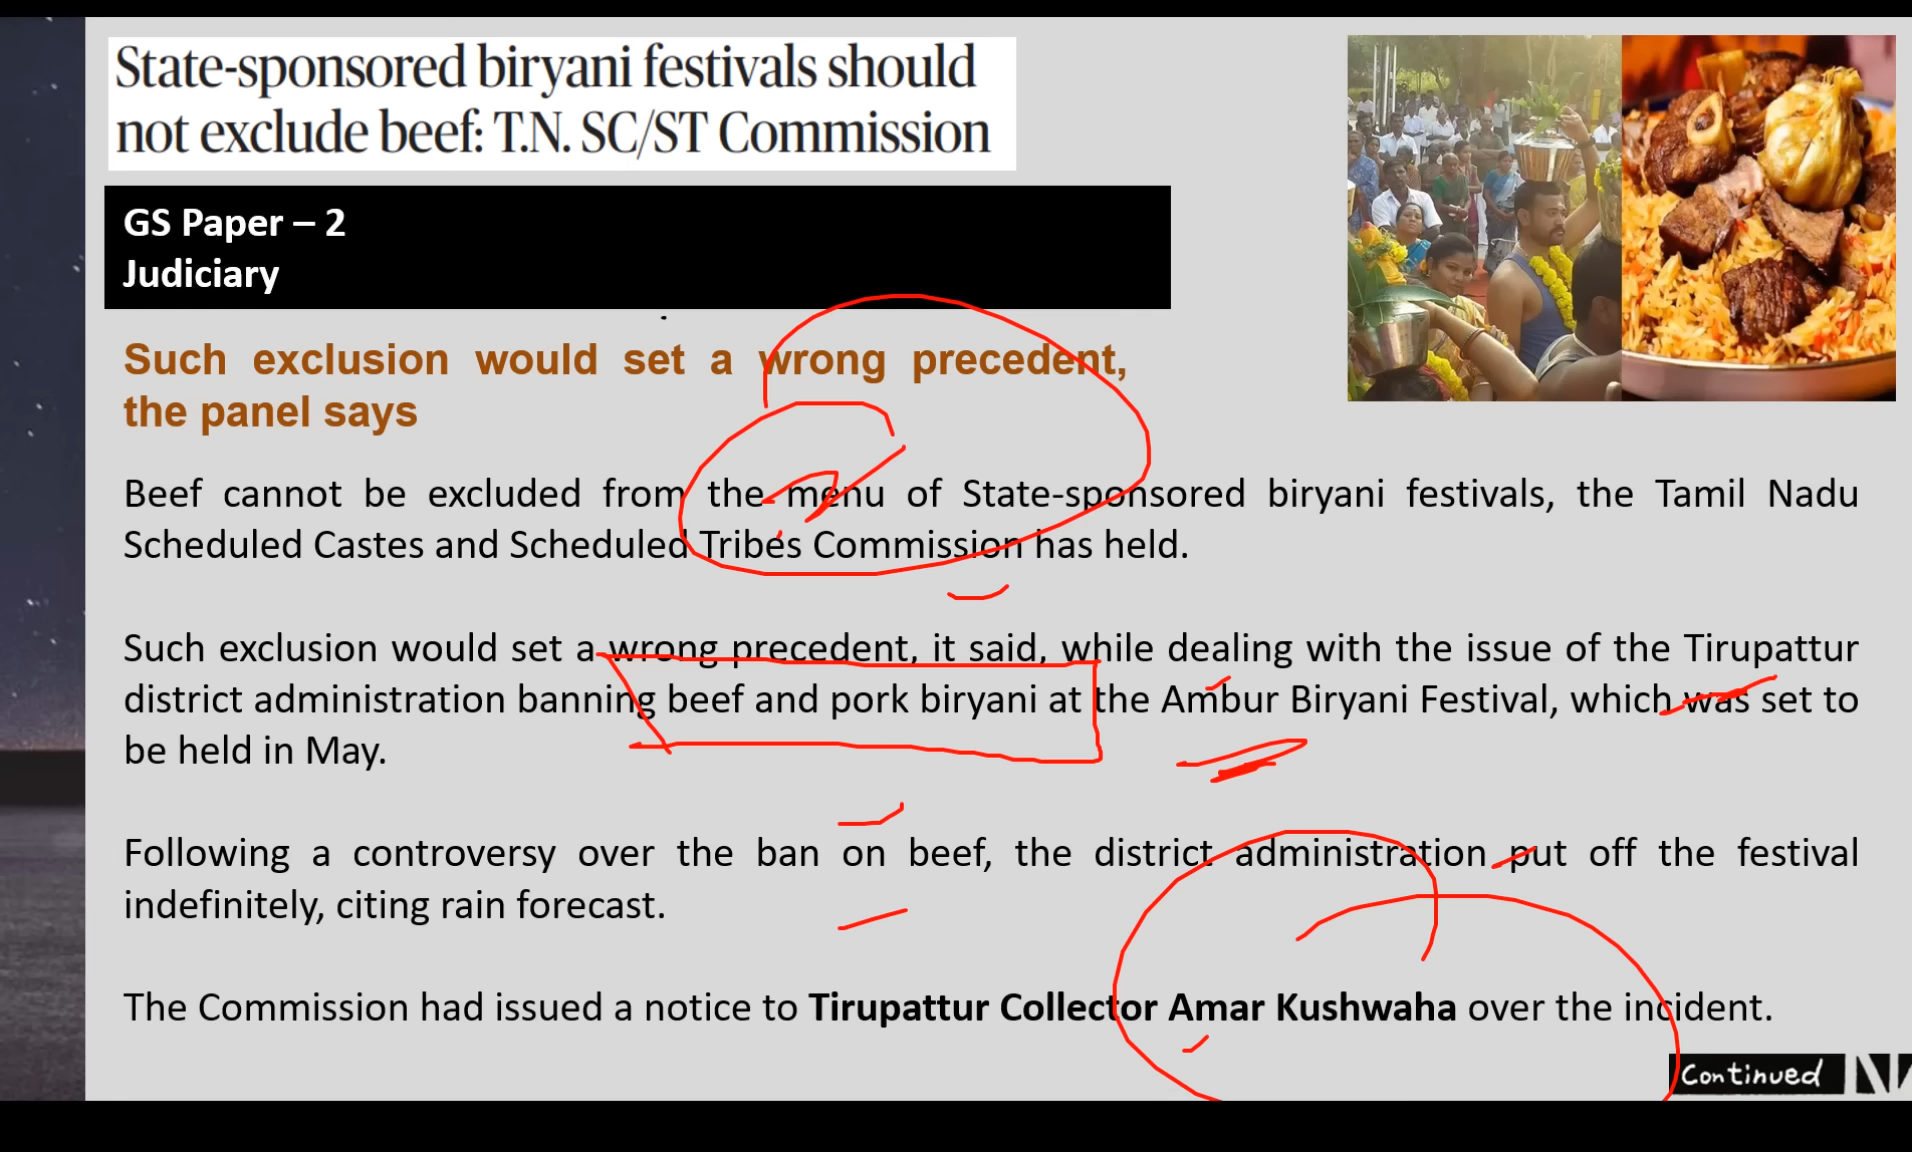 State-sponsored biryani festivals should
not exclude beef: T.N. SC/ST Commission
GS Paper – 2
Judiciary
Such exclusion would set a wrong precedent,
the panel says
Beef cannot be excluded from the menu of State-sponsored biryani festivals, the Tamil Nadu
Scheduled Castes and Scheduled Tribes Commission has held.
Such exclusion would set a wrong precedent, it said, while dealing with the issue of the Tirupattur
district administration banning beef and pork biryani at the Ambur Biryani Festival, which was set to
be held in May.
Following a controversy over the ban on beef, the district administration put off the festival
indefinitely, citing rain forecast.
The Commission had issued a notice to Tirupattur Collector Amar Kushwaha over the incident.
Continued